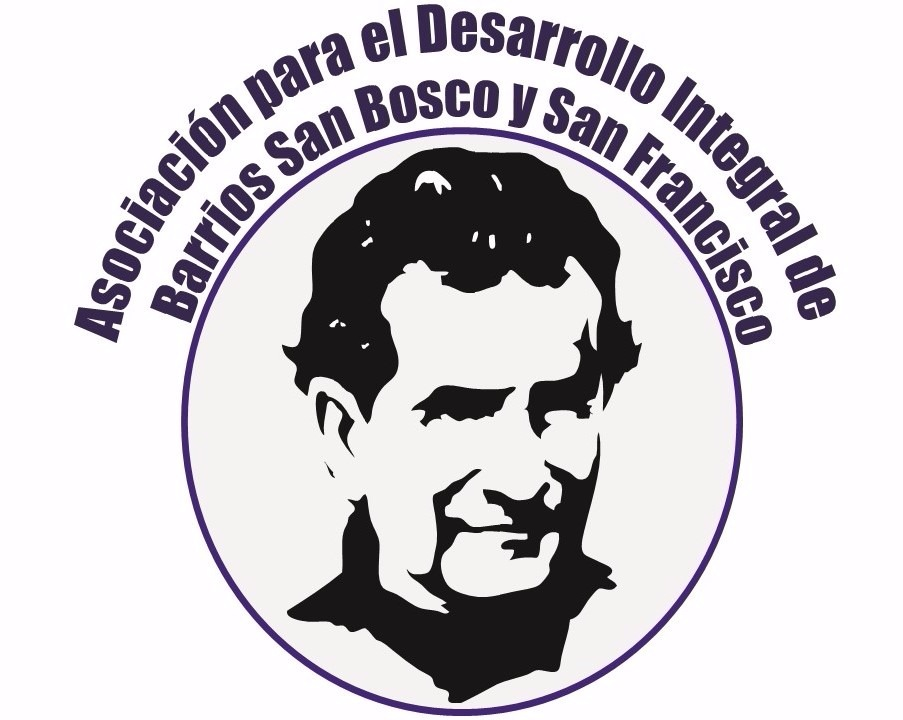 Asociación para el Desarrollo Integral de
Barrios San Bosco y San Francisco